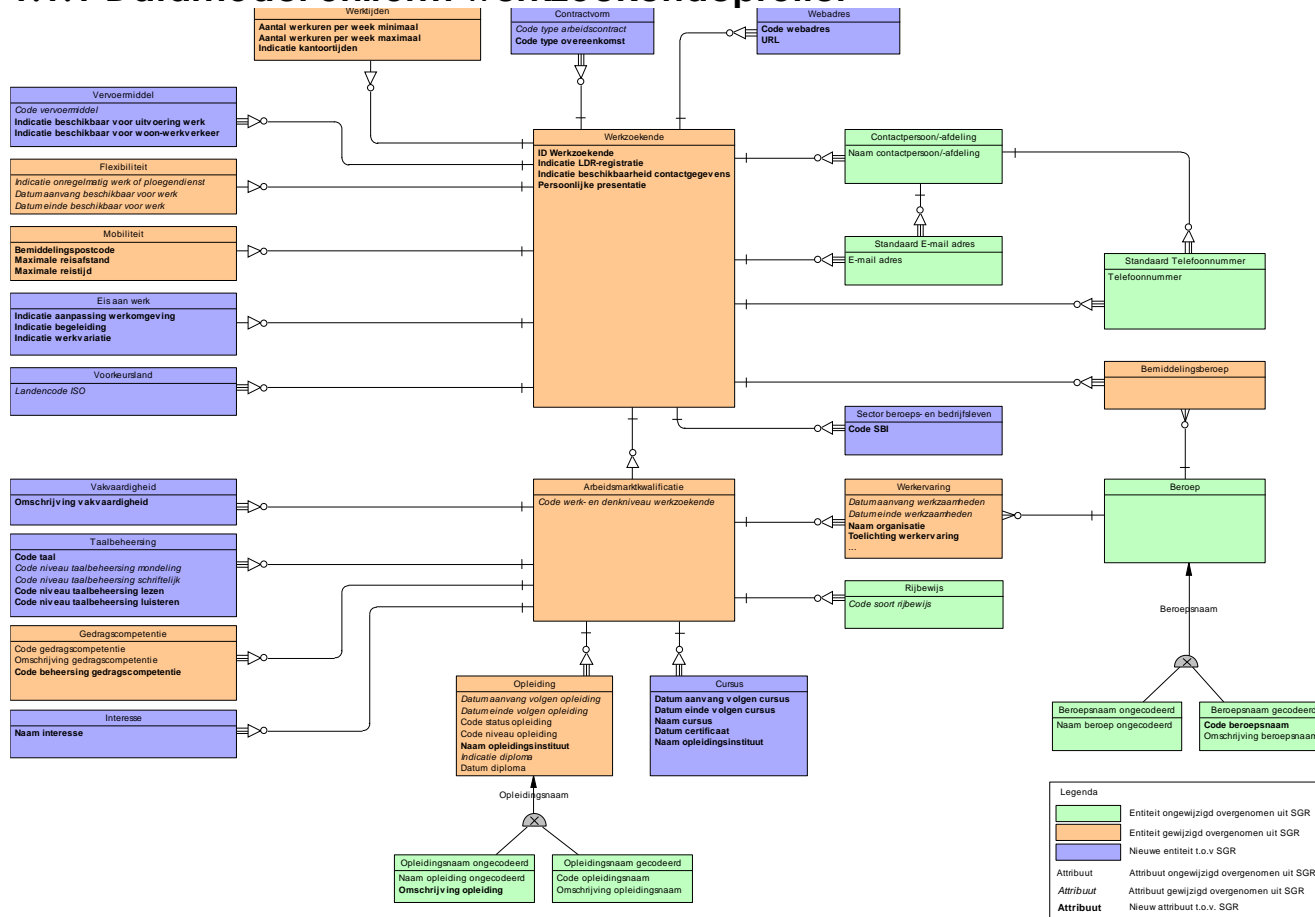 Werktijden
Aantal werkuren per week minimaal
Aantal werkuren per week maximaal
Indicatie kantoortijden
Contractvorm
Code type arbeidscontract
Code type overeenkomst
Webadres
Code webadres
URL
Vervoermiddel
Code vervoermiddel
Indicatie beschikbaar voor uitvoering werk
Indicatie beschikbaar voor woon-werkverkeer
Flexibiliteit
Indicatie onregelmatig werk of ploegendienst
Datum aanvang beschikbaar voor werk
Datum einde beschikbaar voor werk
Mobiliteit
Bemiddelingspostcode
Maximale reisafstand
Maximale reistijd
Eis aan werk
Indicatie aanpassing werkomgeving
Indicatie begeleiding
Indicatie werkvariatie
Voorkeursland
Landencode ISO
Werkzoekende
ID Werkzoekende
Indicatie LDR-registratie
Indicatie beschikbaarheid contactgegevens
Persoonlijke presentatie
Contactpersoon/-afdeling
Naam contactpersoon/-afdeling
Standaard E-mail adres
E-mail adres
Standaard Telefoonnummer
Telefoonnummer
Bemiddelingsberoep
Sector beroeps- en bedrijfsleven
Code SBI
Vakvaardigheid
Omschrijving vakvaardigheid
Taalbeheersing
Code taal
Code niveau taalbeheersing mondeling
Code niveau taalbeheersing schriftelijk
Code niveau taalbeheersing lezen
Code niveau taalbeheersing luisteren
Gedragscompetentie
Code gedragscompetentie
Omschrijving gedragscompetentie
Code beheersing gedragscompetentie
Interesse
Naam interesse
Arbeidsmarktkwalificatie
Code werk- en denkniveau werkzoekende
Werkervaring
Datum aanvang werkzaamheden
Datum einde werkzaamheden
Naam organisatie
Toelichting werkervaring
...
Beroep
Rijbewijs
Code soort rijbewijs
Beroepsnaam
Opleiding
Datum aanvang volgen opleiding
Datum einde volgen opleiding
Code status opleiding
Code niveau opleiding
Naam opleidingsinstituut
Indicatie diploma
Datum diploma
Cursus
Datum aanvang volgen cursus
Datum einde volgen cursus
Naam cursus
Datum certificaat
Naam opleidingsinstituut
Beroepsnaam ongecodeerd
Naam beroep ongecodeerd
Beroepsnaam gecodeerd
Code beroepsnaam
Omschrijving beroepsnaam
Opleidingsnaam
Opleidingsnaam ongecodeerd
Naam opleiding ongecodeerd
Omschrijving opleiding
Opleidingsnaam gecodeerd
Code opleidingsnaam
Omschrijving opleidingsnaam
Legenda
Entiteit ongewijzigd overgenomen uit SGR
Entiteit gewijzigd overgenomen uit SGR
Nieuwe entiteit t.o.v SGR
Attribuut Attribuut ongewijzigd overgenomen uit SGR
Attribuut Attribuut gewijzigd overgenomen uit SGR
Attribuut Nieuw attribuut t.o.v. SGR